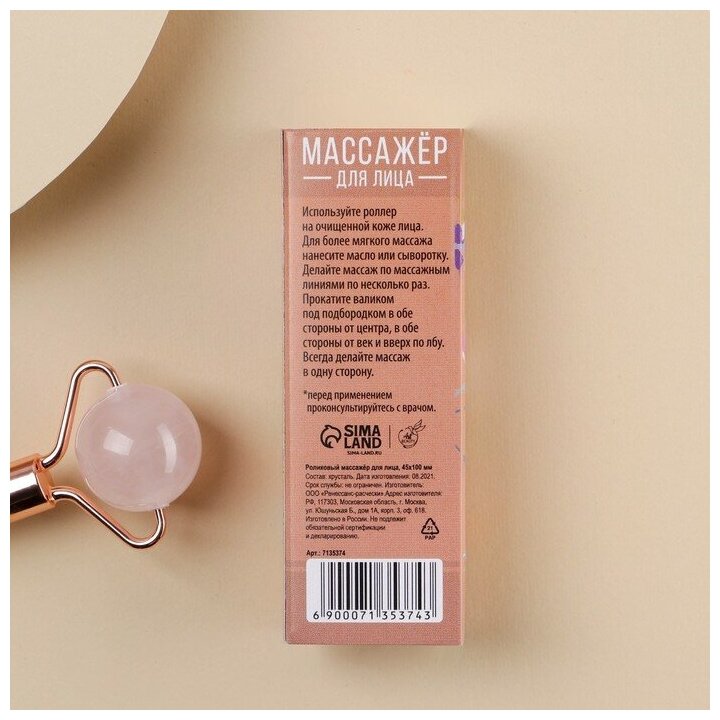 МАССАЖЁР
ДЛЯ ЛИЦА
Используйте роллер
на очищенной коже лица.
Для более мягкого массажа
нанесите масло или сыворотку.
Делайте массаж по массажным
линиями по несколько раз.
Прокатите валиком
под подбородком в обе
стороны от центра, в обе
стороны от век и вверх по лбу.
Всегда делайте массаж
в одну сторону.
*перед применением
проконсультируйтесь с врачом.
SIMA
LAND
SIMA-LAND.RU
Роликовый массажёр для лица, 45х100 мм
Состав: хрусталь. Дата изготовления: 08.2021.
Срок службы: не ограничен. Изготовитель:
ООО «Ренессанс-расчески» Адрес изготовителя:
РФ, 117303, Московская область, г. Москва,
ул. Юшуньская Б., дом 1А, корп. 3, оф. 618.
Изготовлено в России. Не подлежит
обязательной сертификации
и декларированию.
21
PAP
Арт.: 7135374
6 900071 353743